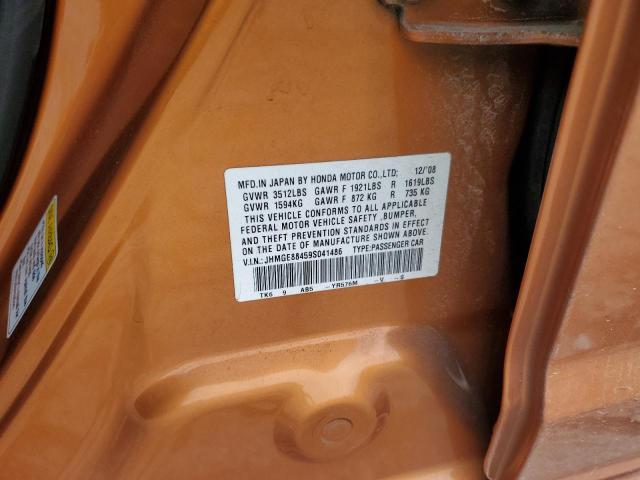 MFD.IN JAPAN BY HONDA MOTOR CO.,LTD; 12/'08
GVWR 3512LBS GAWR F 1921LBS R 1619LBS
GVWR 1594KG GAWR F 872 KG R 735 KG
THIS VEHICLE CONFORMS TO ALL APPLICABLE
FEDERAL MOTOR VEHICLE SAFETY ,BUMPER,
AND THEFT PREVENTION STANDARDS IN EFFECT
ON THE DATE OF MANUFACTURE SHOWN ABOVE.
V.I.N.: JHMGE88459S041486 TYPE:PASSENGER CAR
TK6 9 AB5 -YR576M -V -S